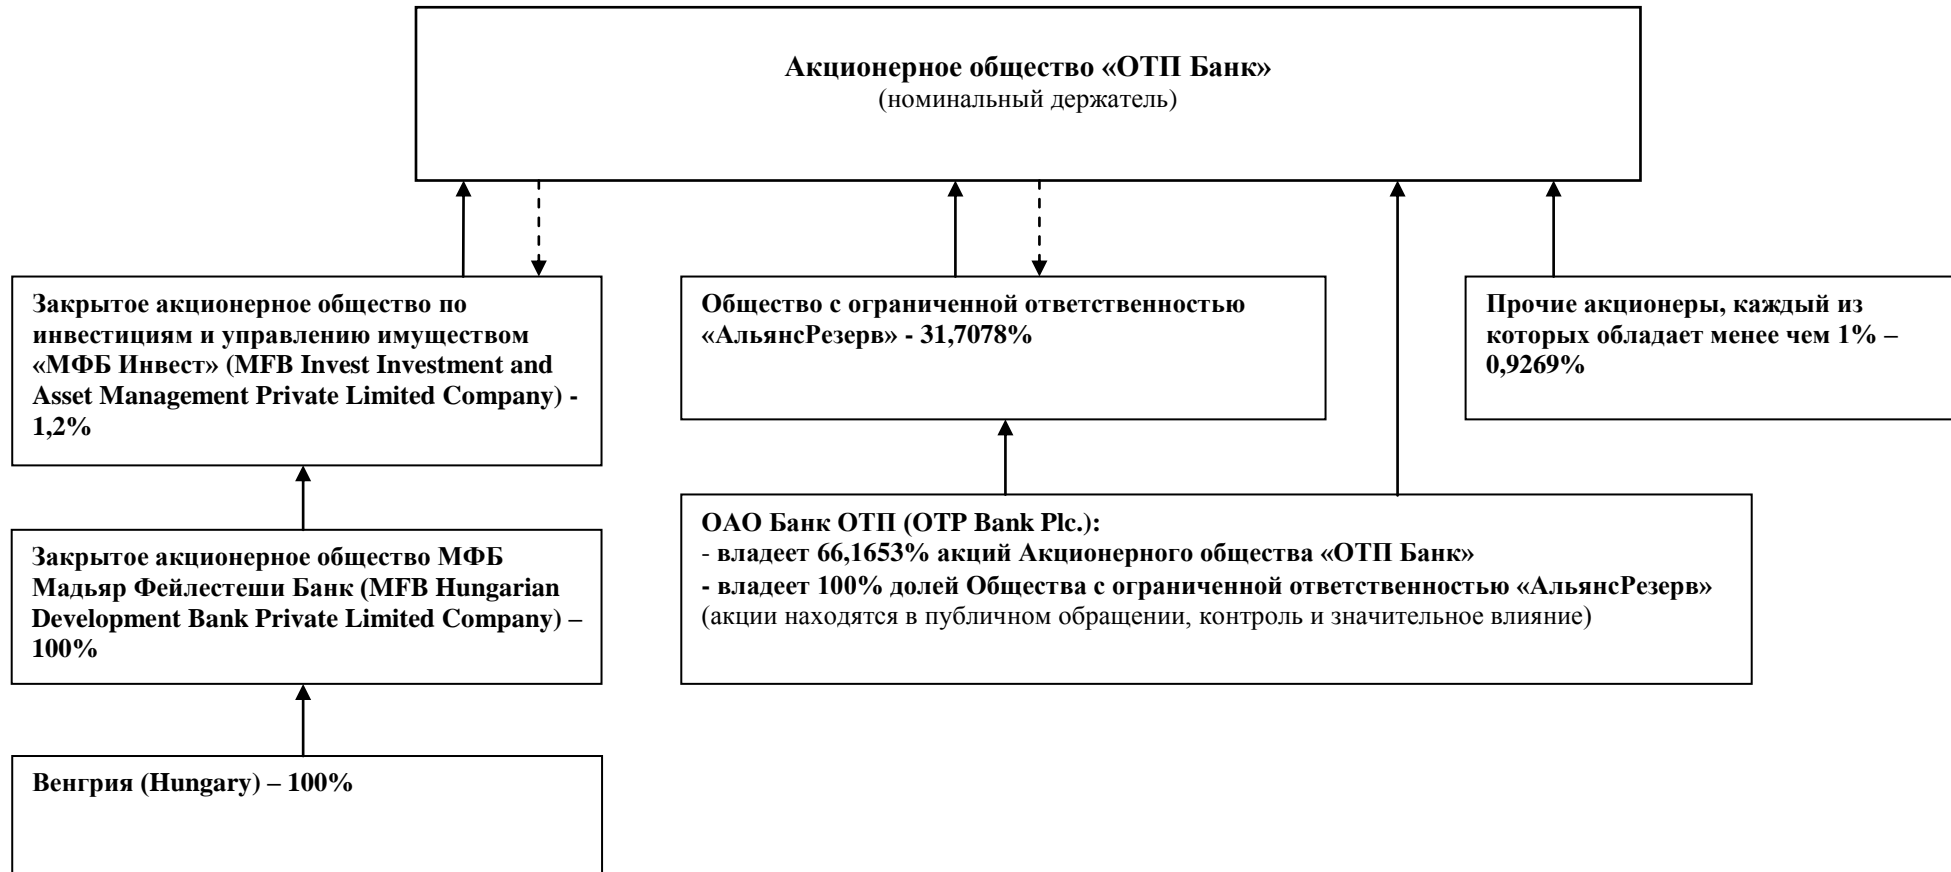 Акционерное общество «ОТП Банк»
(номинальный держатель)
Закрытое акционерное общество по
инвестициям и управлению имуществом
«МФБ Инвест» (MFB Invest Investment and
Asset Management Private Limited Company) -
1,2%
Общество с ограниченной ответственностью
«АльянсРезерв» - 31,7078%
Прочие акционеры, каждый из
которых обладает менее чем 1% –
0,9269%
Закрытое акционерное общество МФБ
Мадьяр Фейлестеши Банк (MFB Hungarian
Development Bank Private Limited Company) –
100%
ОАО Банк ОТП (OTP Bank Plc.):
- владеет 66,1653% акций Акционерного общества «ОТП Банк»
- владеет 100% долей Общества с ограниченной ответственностью «АльянсРезерв»
(акции находятся в публичном обращении, контроль и значительное влияние)
Венгрия (Hungary) – 100%